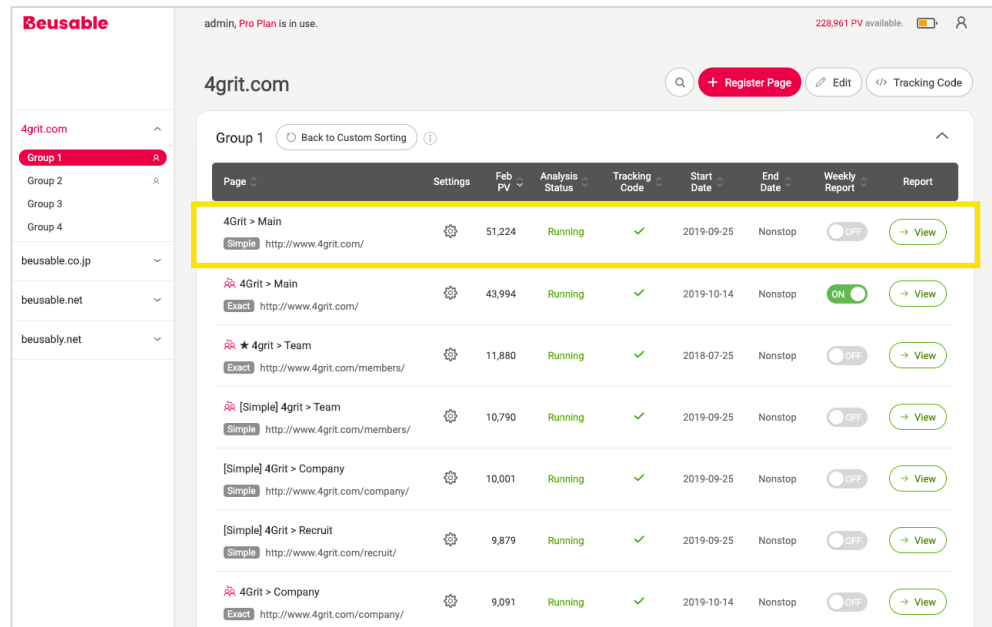 Beusable
admin, Pro Plan is in use.
228,961 PV available.
4grit.com
+ Register Page
Edit
</> Tracking Code
4grit.com
Group 1
Group 2
Group 3
Group 4
beusable.co.jp
beusable.net
beusably.net
Group 1
Back to Custom Sorting
Page Settings Feb PV Analysis Status Tracking Code Start Date End Date Weekly Report Report
4Grit > Main
Simple http://www.4grit.com/
51,224 Running 2019-09-25 Nonstop OFF → View
4Grit > Main
Exact http://www.4grit.com/
43,994 Running 2019-10-14 Nonstop ON → View
★ 4grit > Team
Exact http://www.4grit.com/members/
11,880 Running 2018-07-25 Nonstop OFF → View
[Simple] 4grit > Team
Simple http://www.4grit.com/members/
10,790 Running 2019-09-25 Nonstop OFF → View
[Simple] 4Grit > Company
Simple http://www.4grit.com/company/
10,001 Running 2019-09-25 Nonstop OFF → View
[Simple] 4Grit > Recruit
Simple http://www.4grit.com/recruit/
9,879 Running 2019-09-25 Nonstop OFF → View
4Grit > Company
Exact http://www.4grit.com/company/
9,091 Running 2019-10-14 Nonstop OFF → View